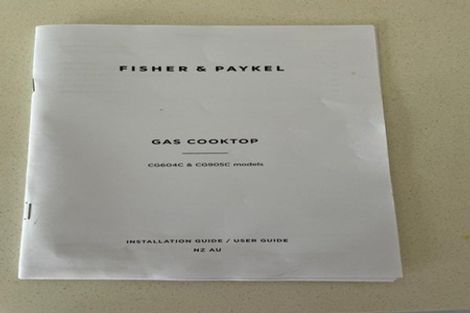 FISHER & PAYKEL
GAS COOKTOP
CG604C & CG905C models
INSTALLATION GUIDE / USER GUIDE
NZ AU